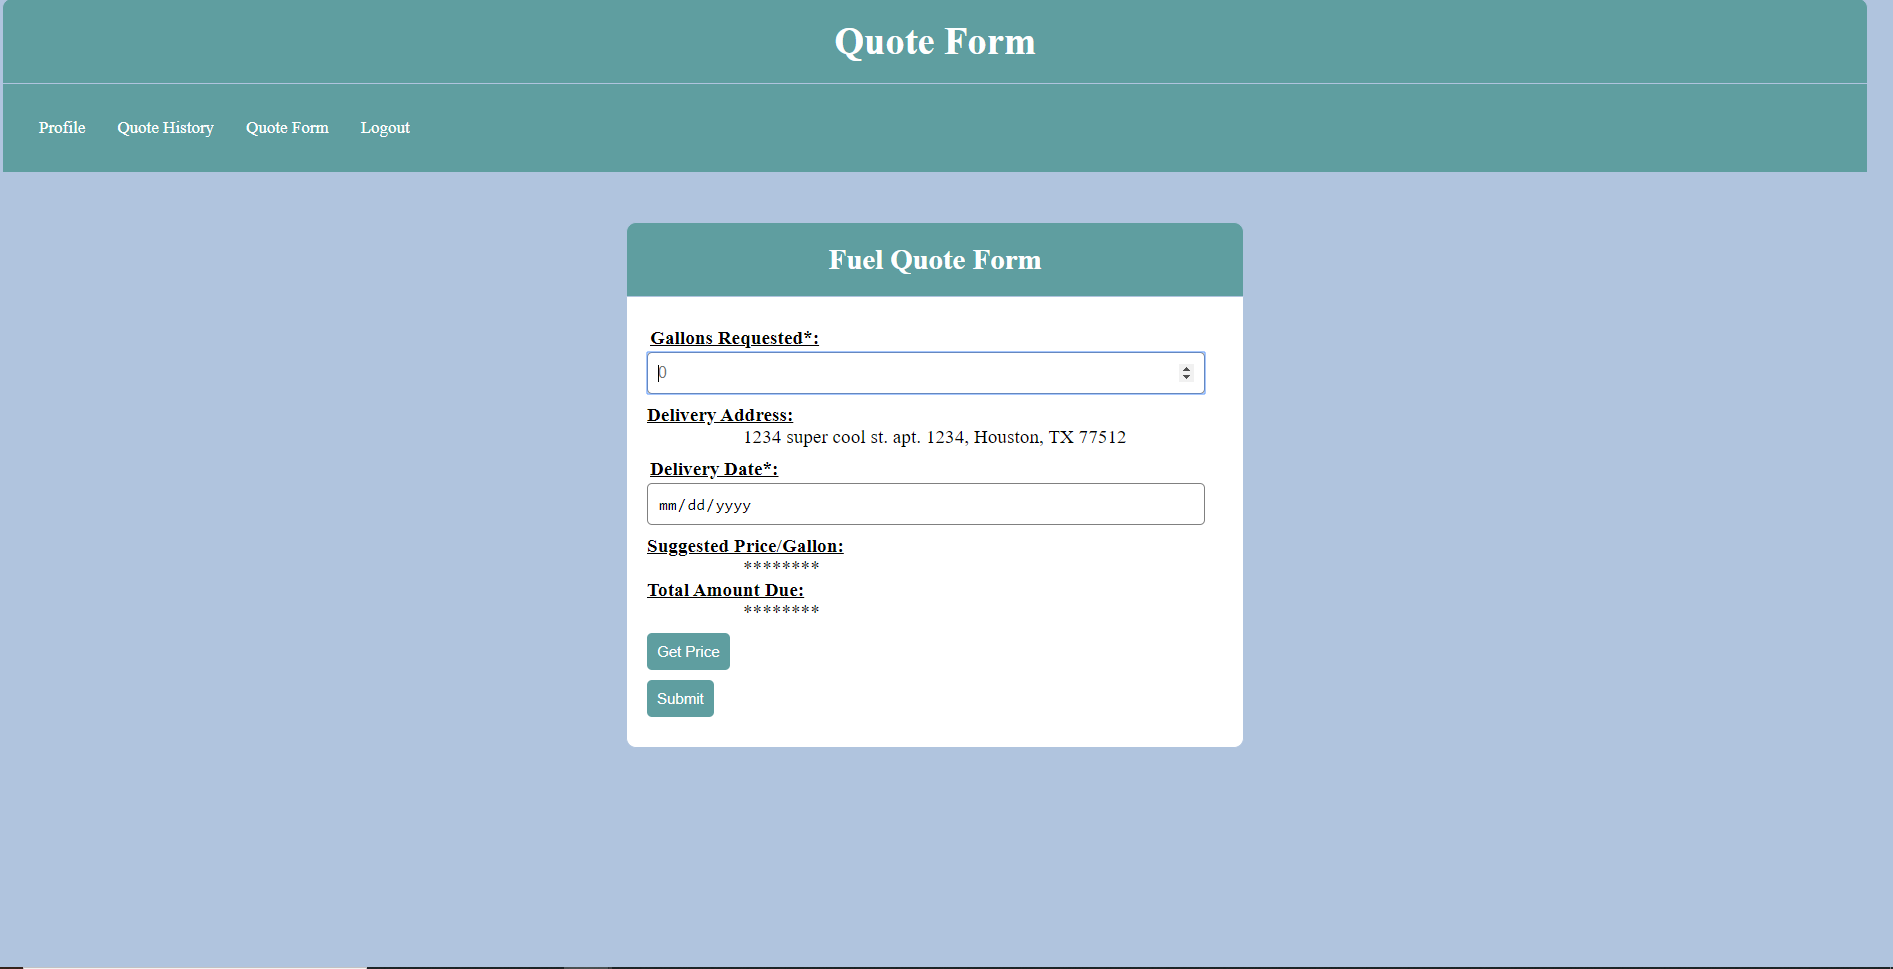 Quote Form
Profile Quote History Quote Form Logout
Fuel Quote Form
Gallons Requested*:
0
Delivery Address:
1234 super cool st. apt. 1234, Houston, TX 77512
Delivery Date*:
mm/dd/yyyy
Suggested Price/Gallon:
********
Total Amount Due:
********
Get Price
Submit